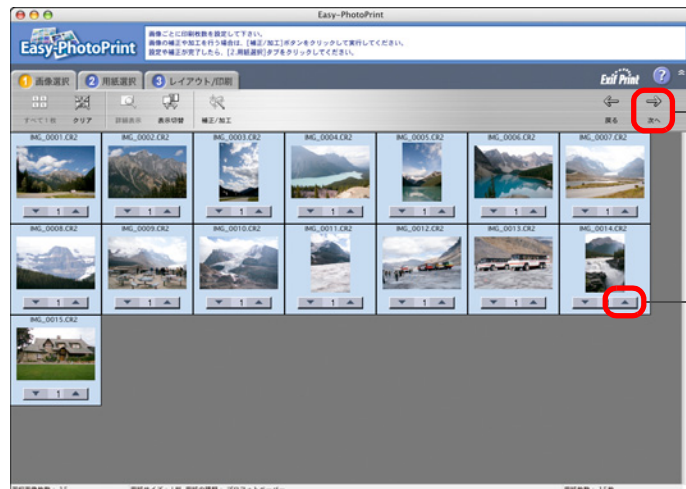 Easy-PhotoPrint
Easy-PhotoPrint
画像ごとに印刷枚数を設定して下さい。
画像の補正や加工を行う場合は、[補正/加工]ボタンをクリックして実行してください。
設定や補正が完了したら、[2.用紙選択]タブをクリックしてください。
1 画像選択 2 用紙選択 3 レイアウト/印刷
Exif Print ?
すべて1枚 クリア 詳細表示 表示切替 補正/加工 戻る 次へ
IMG_0001.CR2 IMG_0002.CR2 IMG_0003.CR2 IMG_0004.CR2 IMG_0005.CR2 IMG_0006.CR2 IMG_0007.CR2
1 1 1 1 1 1 1
IMG_0008.CR2 IMG_0009.CR2 IMG_0010.CR2 IMG_0011.CR2 IMG_0012.CR2 IMG_0013.CR2 IMG_0014.CR2
1 1 1 1 1 1 1
IMG_0015.CR2
1